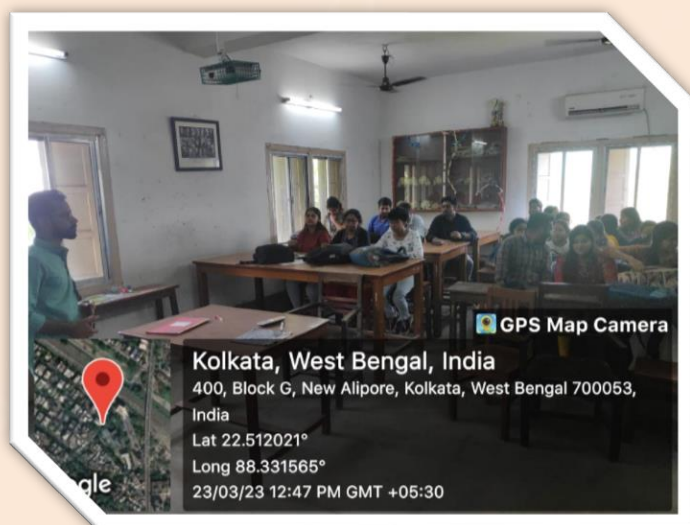 GPS Map Camera
Kolkata, West Bengal, India
400, Block G, New Alipore, Kolkata, West Bengal 700053,
India
Lat 22.512021°
Long 88.331565°
23/03/23 12:47 PM GMT +05:30
gle